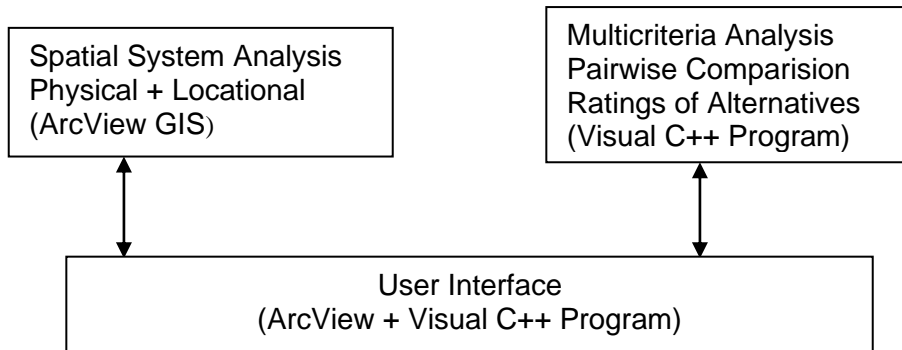 Spatial System Analysis
Physical + Locational
(ArcView GIS)
Multicriteria Analysis
Pairwise Comparision
Ratings of Alternatives
(Visual C++ Program)
User Interface
(ArcView + Visual C++ Program)